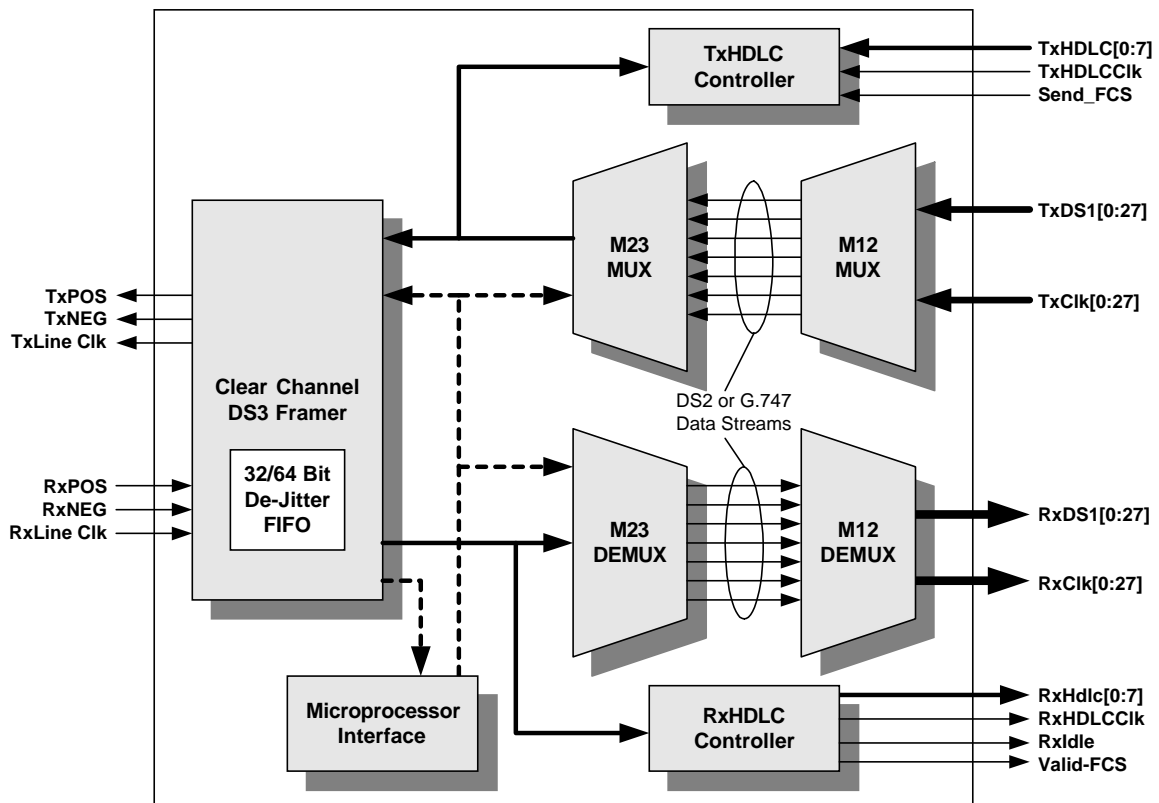 TxHDLC
Controller
TxHDLC[0:7]
TxHDLCClk
Send_FCS
M23
MUX
M12
MUX
TxDS1[0:27]
TxClk[0:27]
TxPOS
TxNEG
TxLine Clk
Clear Channel
DS3 Framer
DS2 or G.747
Data Streams
RxPOS
RxNEG
RxLine Clk
32/64 Bit
De-Jitter
FIFO
M23
DEMUX
M12
DEMUX
RxDS1[0:27]
RxClk[0:27]
Microprocessor
Interface
RxHDLC
Controller
RxHdlc[0:7]
RxHDLCClk
RxIdle
Valid-FCS